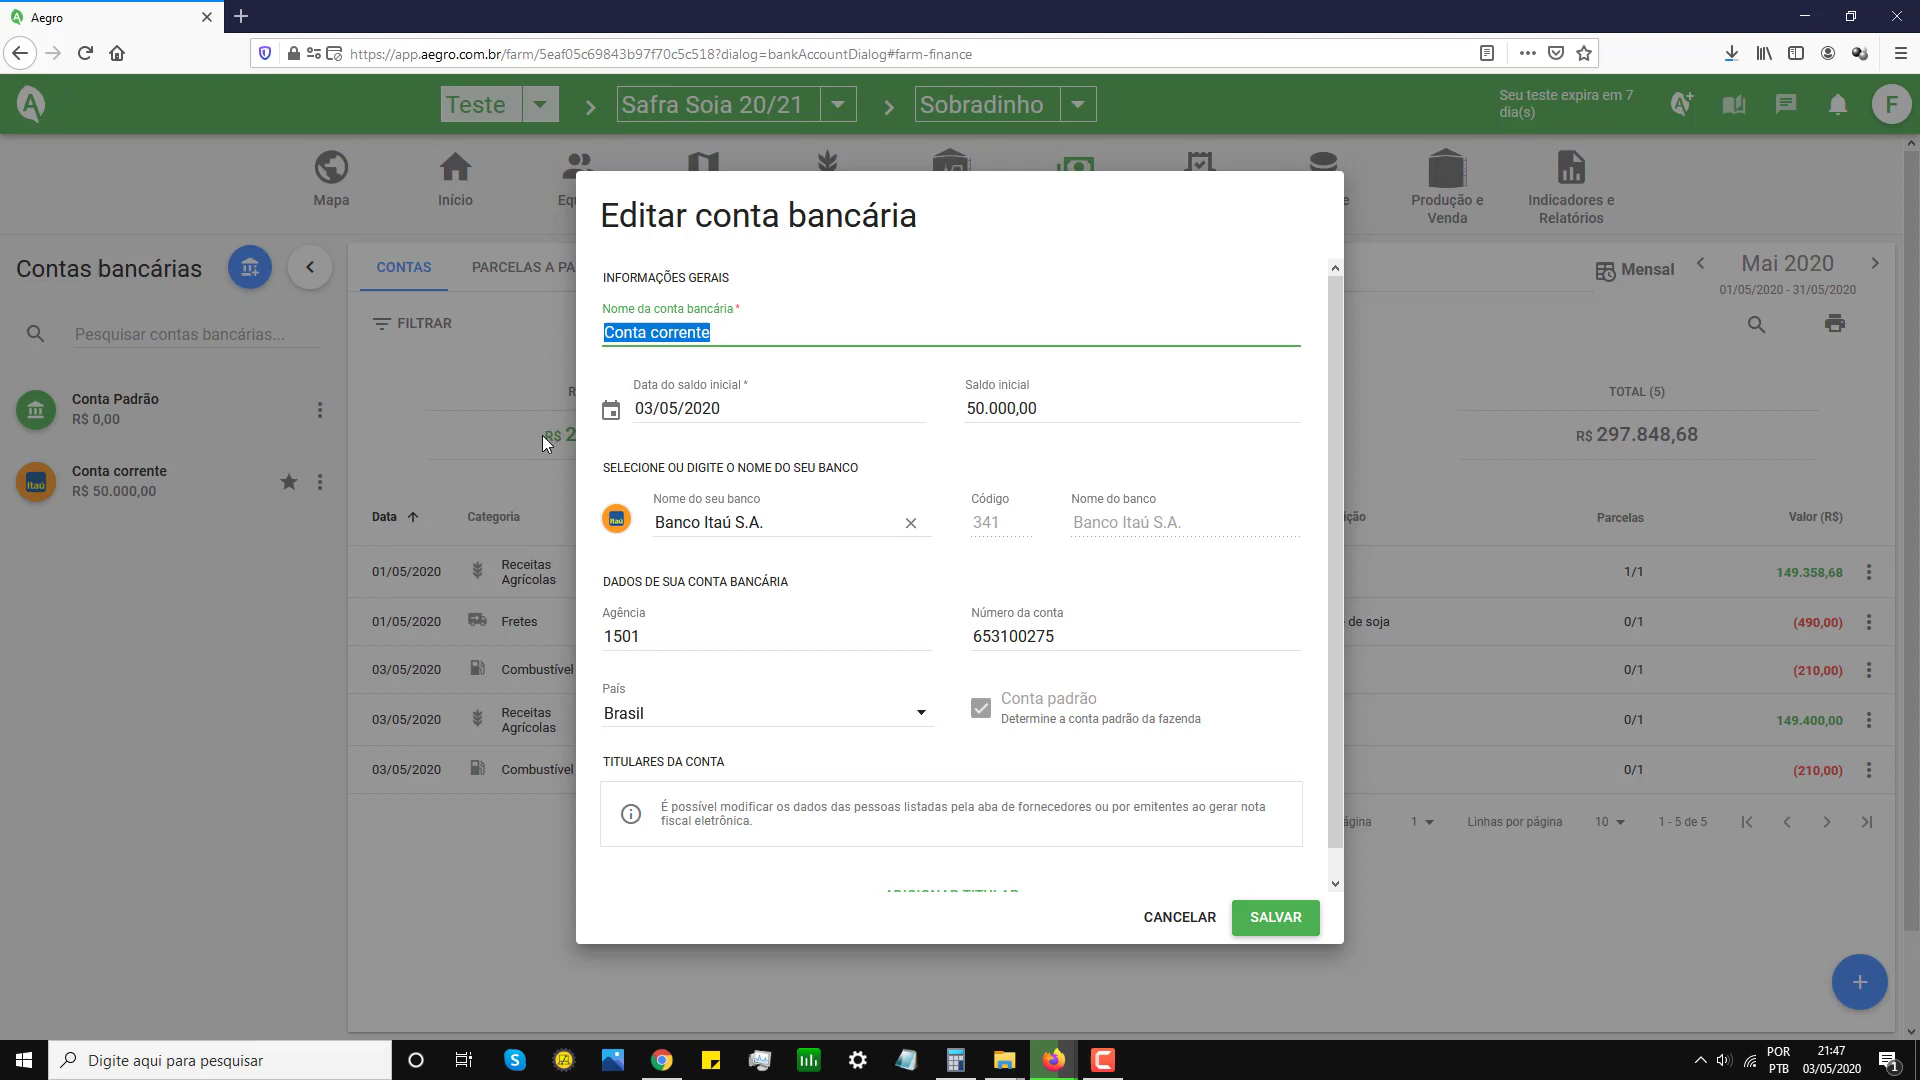 Aegro
https://app.aegro.com.br/farm/5eaf05c69843b97f70c5c518?dialog=bankAccountDialog#farm-finance
Teste
Safra Soia 20/21
Sobradinho
Seu teste expira em 7
dia(s)
F
Mapa
Início
Produção e
Venda
Indicadores e
Relatórios
Contas bancárias
Pesquisar contas bancárias...
Conta Padrão
R$ 0,00
Itaú
Conta corrente
R$ 50.000,00
CONTAS
PARCELAS A PA
Mensal
Mai 2020
01/05/2020 - 31/05/2020
FILTRAR
TOTAL (5)
R$ 2
R$ 297.848,68
Data
Categoria
ição
Parcelas
Valor (R$)
01/05/2020
Receitas
Agrícolas
1/1
149.358,68
01/05/2020
Fretes
de soja
0/1
(490,00)
03/05/2020
Combustível
0/1
(210,00)
03/05/2020
Receitas
Agrícolas
0/1
149.400,00
03/05/2020
Combustível
0/1
(210,00)
ágina
1
Linhas por página
10
1 - 5 de 5
Editar conta bancária
INFORMAÇÕES GERAIS
Nome da conta bancária *
Conta corrente
Data do saldo inicial *
03/05/2020
Saldo inicial
50.000,00
SELECIONE OU DIGITE O NOME DO SEU BANCO
Nome do seu banco
Itaú
Banco Itaú S.A.
Código
341
Nome do banco
Banco Itaú S.A.
DADOS DE SUA CONTA BANCÁRIA
Agência
1501
Número da conta
653100275
País
Brasil
Conta padrão
Determine a conta padrão da fazenda
TITULARES DA CONTA
É possível modificar os dados das pessoas listadas pela aba de fornecedores ou por emitentes ao gerar nota
fiscal eletrônica.
ADICIONAR TITULAR
CANCELAR
SALVAR
Digite aqui para pesquisar
POR
PTB
21:47
03/05/2020
1